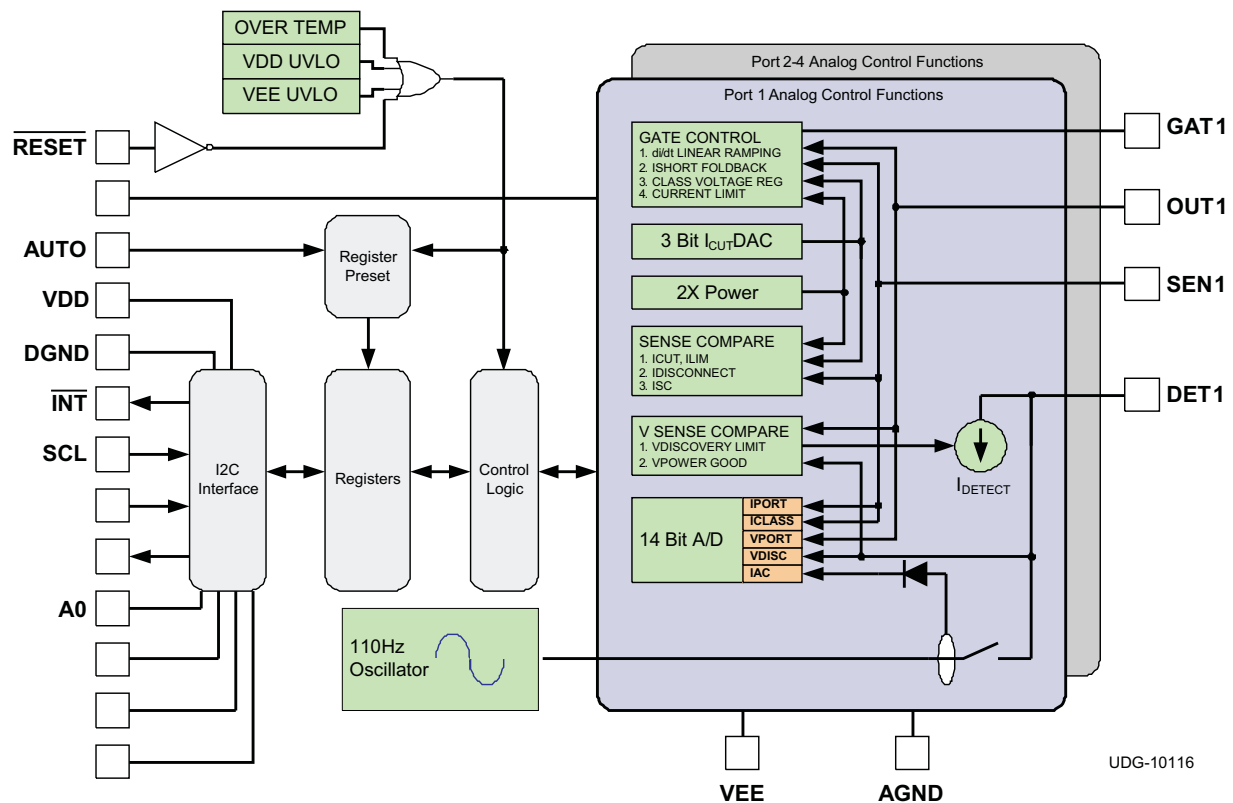 OVER TEMP
VDD UVLO
VEE UVLO
RESET
AUTO
VDD
DGND
INT
SCL
A0
Register
Preset
I2C
Interface
Registers
Control
Logic
110Hz
Oscillator
Port 2-4 Analog Control Functions
Port 1 Analog Control Functions
GATE CONTROL
1. di/dt LINEAR RAMPING
2. ISHORT FOLDBACK
3. CLASS VOLTAGE REG
4. CURRENT LIMIT
3 Bit ICUTDAC
2X Power
SENSE COMPARE
1. ICUT, ILIM
2. IDISCONNECT
3. ISC
V SENSE COMPARE
1. VDISCOVERY LIMIT
2. VPOWER GOOD
IDETECT
14 Bit A/D
IPORT
ICLASS
VPORT
VDISC
IAC
GAT1
OUT1
SEN1
DET1
VEE
AGND
UDG-10116